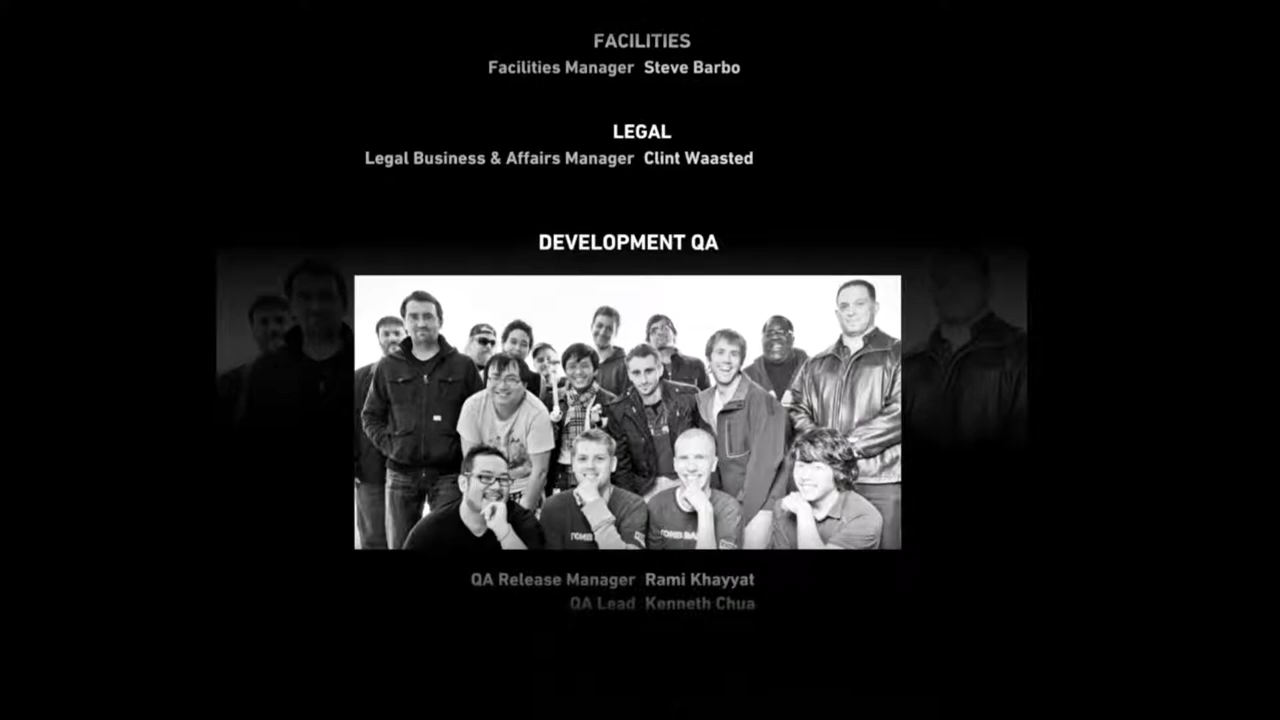 FACILITIES
Facilities Manager Steve Barbo
LEGAL
Legal Business & Affairs Manager Clint Waasted
DEVELOPMENT QA
QA Release Manager Rami Khayyat
QA Lead Kenneth Chua